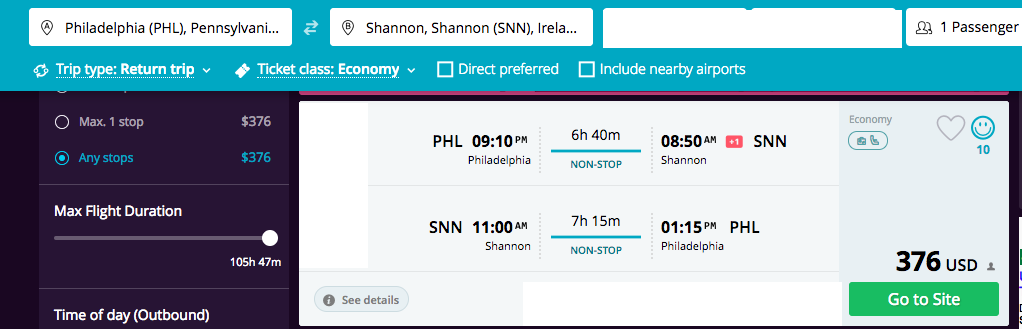 Philadelphia (PHL), Pennsylvani...
Shannon, Shannon (SNN), Irela...
1 Passenger
Trip type: Return trip
Ticket class: Economy
Direct preferred
Include nearby airports
Max. 1 stop $376
Any stops $376
Max Flight Duration
105h 47m
Time of day (Outbound)
PHL 09:10 PM 6h 40m 08:50 AM +1 SNN
Philadelphia NON-STOP Shannon
SNN 11:00 AM 7h 15m 01:15 PM PHL
Shannon NON-STOP Philadelphia
See details
Economy
10
376 USD
Go to Site